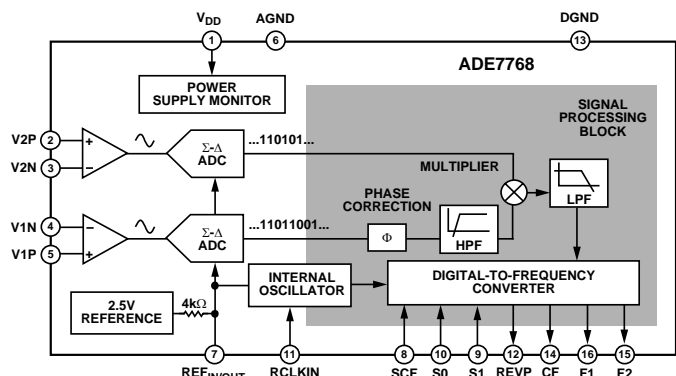 V_DD
AGND
DGND
1
6
13
ADE7768
POWER
SUPPLY MONITOR
SIGNAL
PROCESSING
BLOCK
V2P 2 +
V2N 3 –
Σ-Δ
ADC
...110101...
MULTIPLIER
LPF
PHASE
CORRECTION
V1N 4 –
V1P 5 +
Σ-Δ
ADC
...11011001...
Φ
HPF
2.5V
REFERENCE
4kΩ
INTERNAL
OSCILLATOR
DIGITAL-TO-FREQUENCY
CONVERTER
7
11
8
10
9
12
14
16
15
REF_IN/OUT
RCLKIN
SCF
S0
S1
REVP
CF
F1
F2